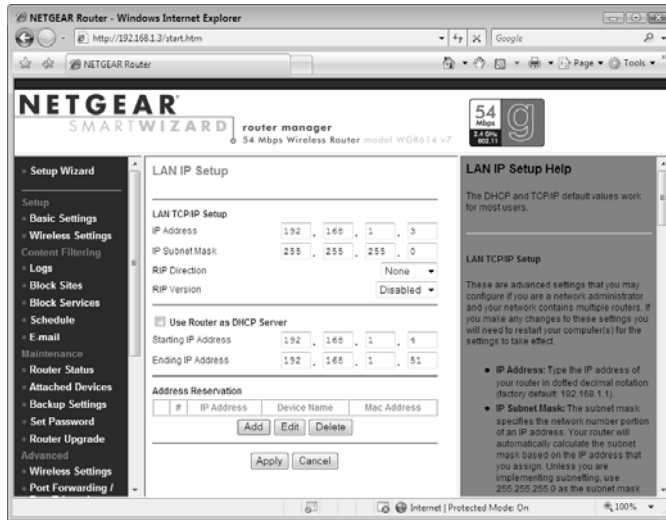 NETGEAR Router - Windows Internet Explorer
http://192.168.1.3/start.htm
Google
NETGEAR Router
Page
Tools
NETGEAR
SMARTWIZARD router manager
54 Mbps Wireless Router model WGR614 v7
54
Mbps
2.4 GHz
802.11
g
Setup Wizard
Setup
Basic Settings
Wireless Settings
Content Filtering
Logs
Block Sites
Block Services
Schedule
E-mail
Maintenance
Router Status
Attached Devices
Backup Settings
Set Password
Router Upgrade
Advanced
Wireless Settings
Port Forwarding /
LAN IP Setup
LAN TCP/IP Setup
IP Address 192 . 168 . 1 . 3
IP Subnet Mask 255 . 255 . 255 . 0
RIP Direction None
RIP Version Disabled
Use Router as DHCP Server
Starting IP Address 192 . 168 . 1 . 4
Ending IP Address 192 . 168 . 1 . 51
Address Reservation
# IP Address Device Name Mac Address
Add Edit Delete
Apply Cancel
LAN IP Setup Help
The DHCP and TCP/IP default values work
for most users.
LAN TCP/IP Setup
These are advanced settings that you may
configure if you are a network administrator
and your network contains multiple routers. If
you make any changes to these settings you
will need to restart your computer(s) for the
settings to take effect.
IP Address: Type the IP address of
your router in dotted decimal notation
(factory default: 192.168.1.1).
IP Subnet Mask: The subnet mask
specifies the network number portion
of an IP address. Your router will
automatically calculate the subnet
mask based on the IP address that
you assign. Unless you are
implementing subnetting, use
255.255.255.0 as the subnet mask
Internet | Protected Mode: On
100%